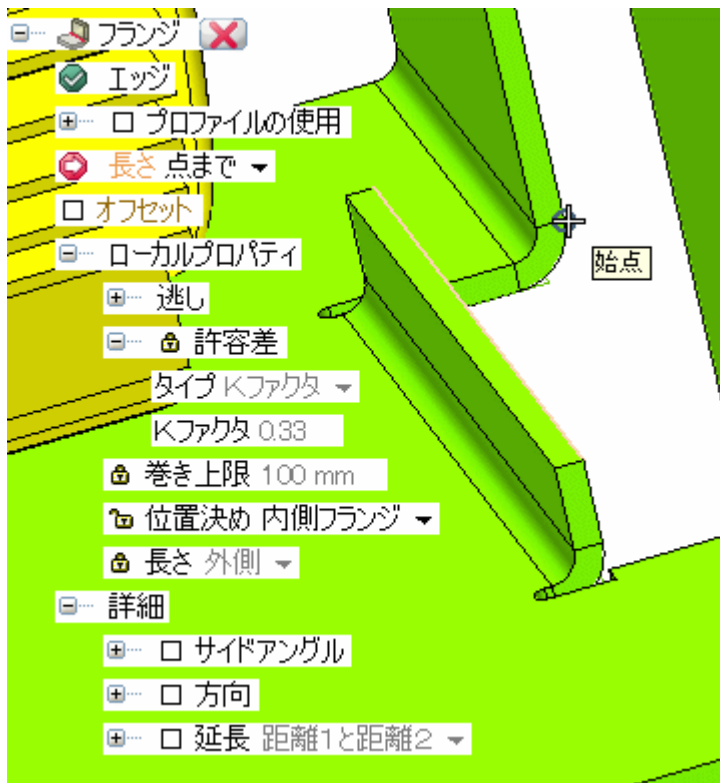 フランジ
エッジ
プロファイルの使用
長さ 点まで
オフセット
始点
ローカルプロパティ
逃し
許容差
タイプ Kファクタ
Kファクタ 0.33
巻き上限 100 mm
位置決め 内側フランジ
長さ 外側
詳細
サイドアングル
方向
延長 距離1と距離2